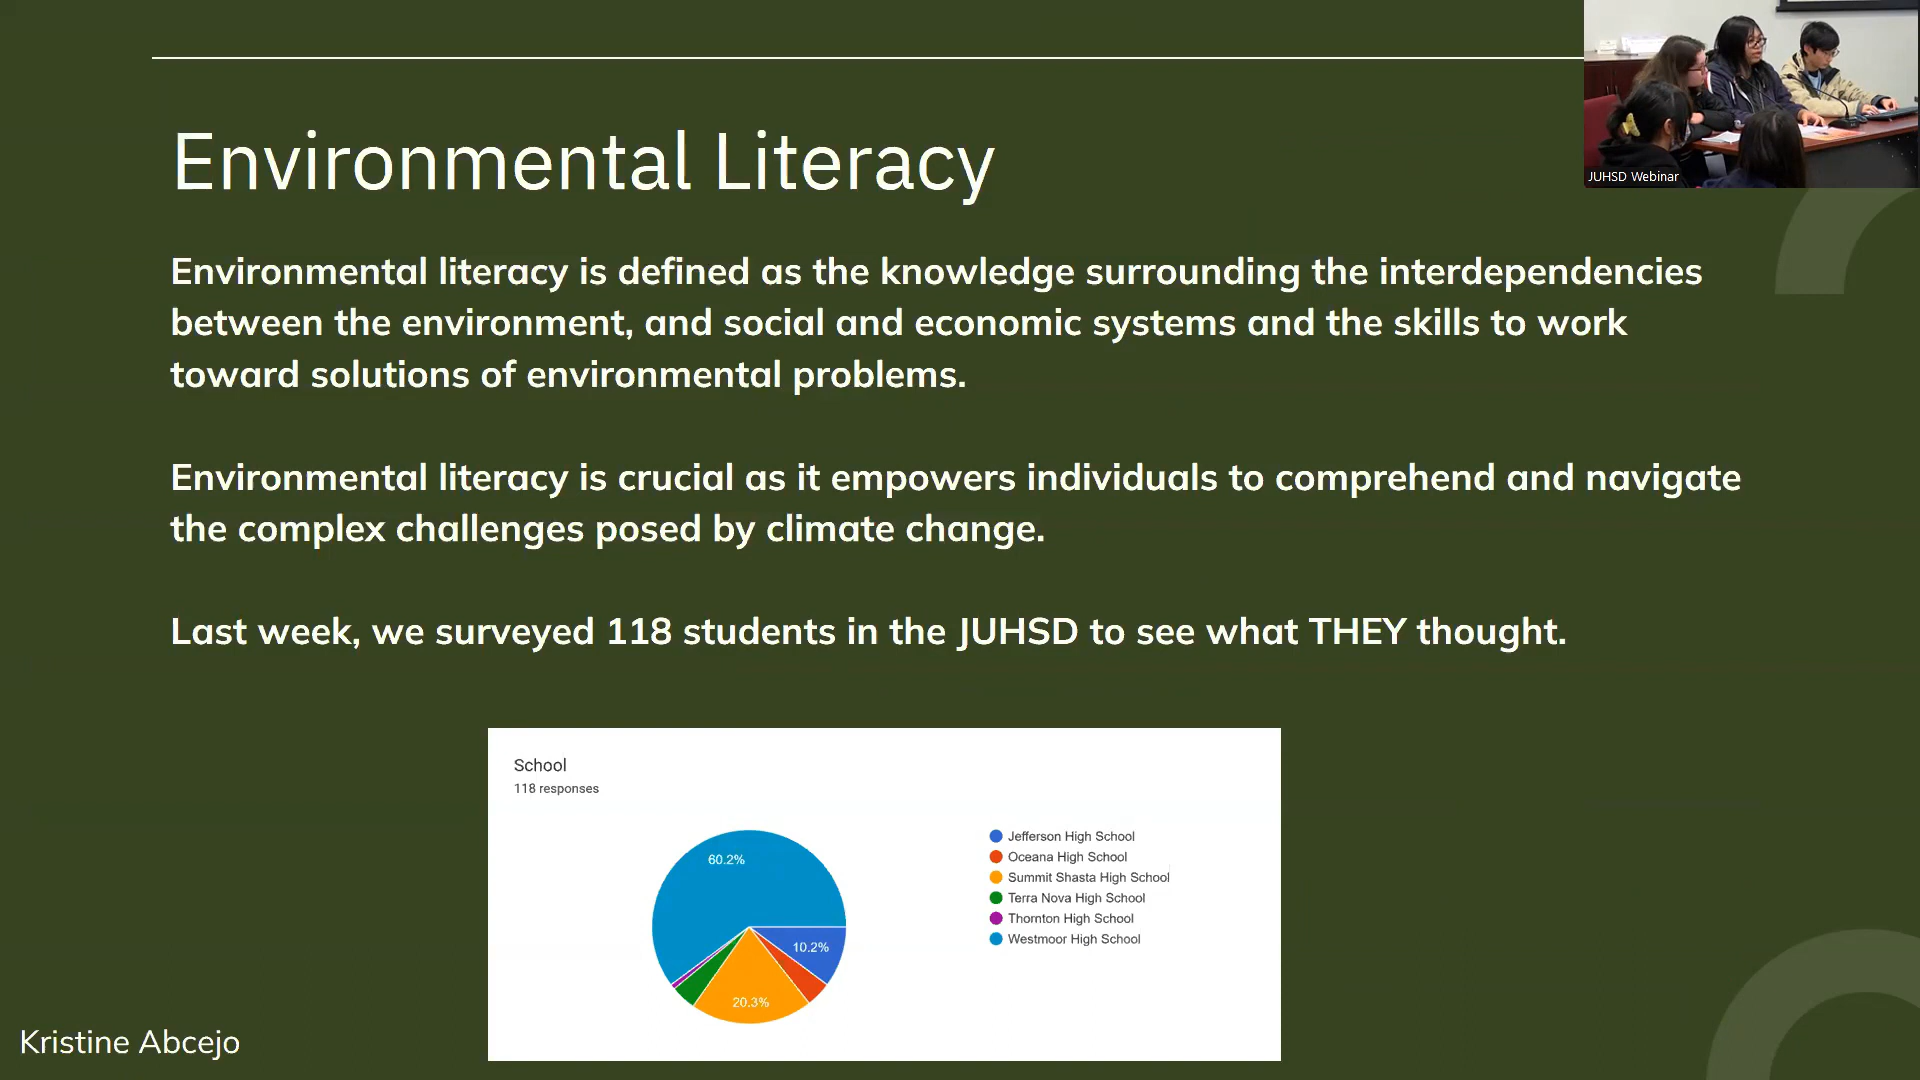 Environmental Literacy
Environmental literacy is defined as the knowledge surrounding the interdependencies
between the environment, and social and economic systems and the skills to work
toward solutions of environmental problems.
Environmental literacy is crucial as it empowers individuals to comprehend and navigate
the complex challenges posed by climate change.
Last week, we surveyed 118 students in the JUHSD to see what THEY thought.
School
118 responses
60.2%
10.2%
20.3%
Jefferson High School
Oceana High School
Summit Shasta High School
Terra Nova High School
Thornton High School
Westmoor High School
Kristine Abcejo
JUHSD Webinar